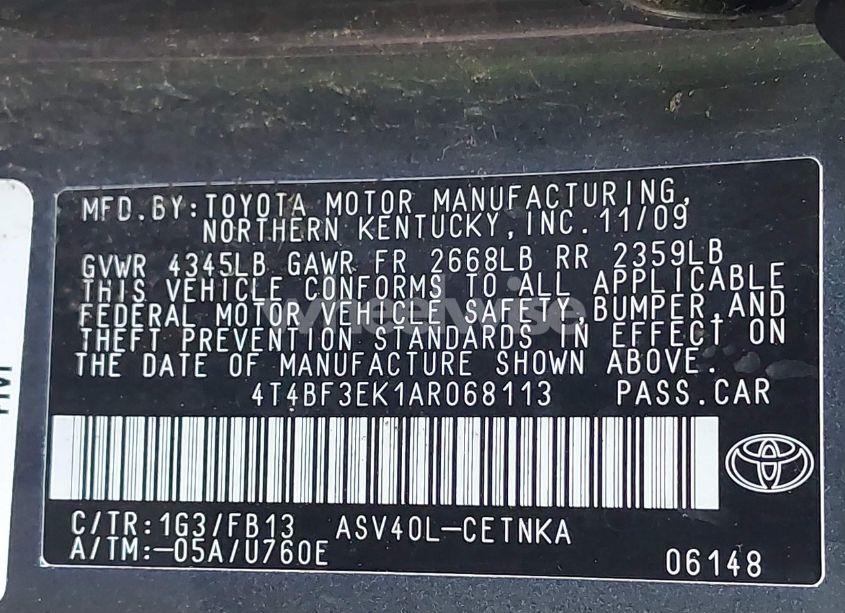 MFD.BY:TOYOTA MOTOR MANUFACTURING,
NORTHERN KENTUCKY,INC.11/09
GVWR 4345LB GAWR FR 2668LB RR 2359LB
THIS VEHICLE CONFORMS TO ALL APPLICABLE
FEDERAL MOTOR VEHICLE SAFETY,BUMPER,AND
THEFT PREVENTION STANDARDS IN EFFECT ON
THE DATE OF MANUFACTURE SHOWN ABOVE.
4T4BF3EK1AR068113 PASS.CAR
C/TR:1G3/FB13 ASV40L-CETNKA
A/TM:-05A/U760E 06148
wheelwise